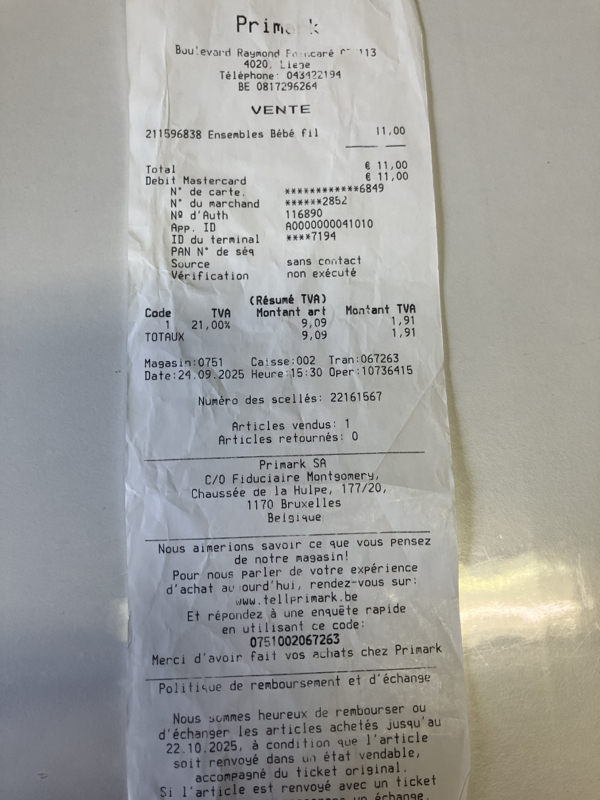 Primark
Boulevard Raymond Poincaré 113
4020, Liege
Téléphone: 043422194
BE 0817296264
VENTE
211596838 Ensembles Bébé fil 11,00
Total € 11,00
Debit Mastercard € 11,00
N° de carte. ************6849
N° du marchand ******2852
Nº d'Auth 116890
App. ID A0000000041010
ID du terminal ****7194
PAN N° de séq
Source sans contact
Vérification non exécuté
(Résumé TVA)
Code TVA Montant art Montant TVA
1 21,00% 9,09 1,91
TOTAUX 9,09 1,91
Magasin:0751 Caisse:002 Tran:067263
Date:24.09.2025 Heure:15:30 Oper:10736415
Numéro des scellés: 22161567
Articles vendus: 1
Articles retournés: 0
Primark SA
C/O Fiduciaire Montgomery,
Chaussée de la Hulpe, 177/20,
1170 Bruxelles
Belgique
Nous aimerions savoir ce que vous pensez
de notre magasin!
Pour nous parler de votre expérience
d'achat aujourd'hui, rendez-vous sur:
www.tellprimark.be
Et répondez à une enquête rapide
en utilisant ce code:
0751002067263
Merci d'avoir fait vos achats chez Primark
Politique de remboursement et d'échange
Nous sommes heureux de rembourser ou
d'échanger les articles achetés jusqu'au
22.10.2025, à condition que l'article
soit renvoyé dans un état vendable,
accompagné du ticket original.
Si l'article est renvoyé avec un ticket
un échange.